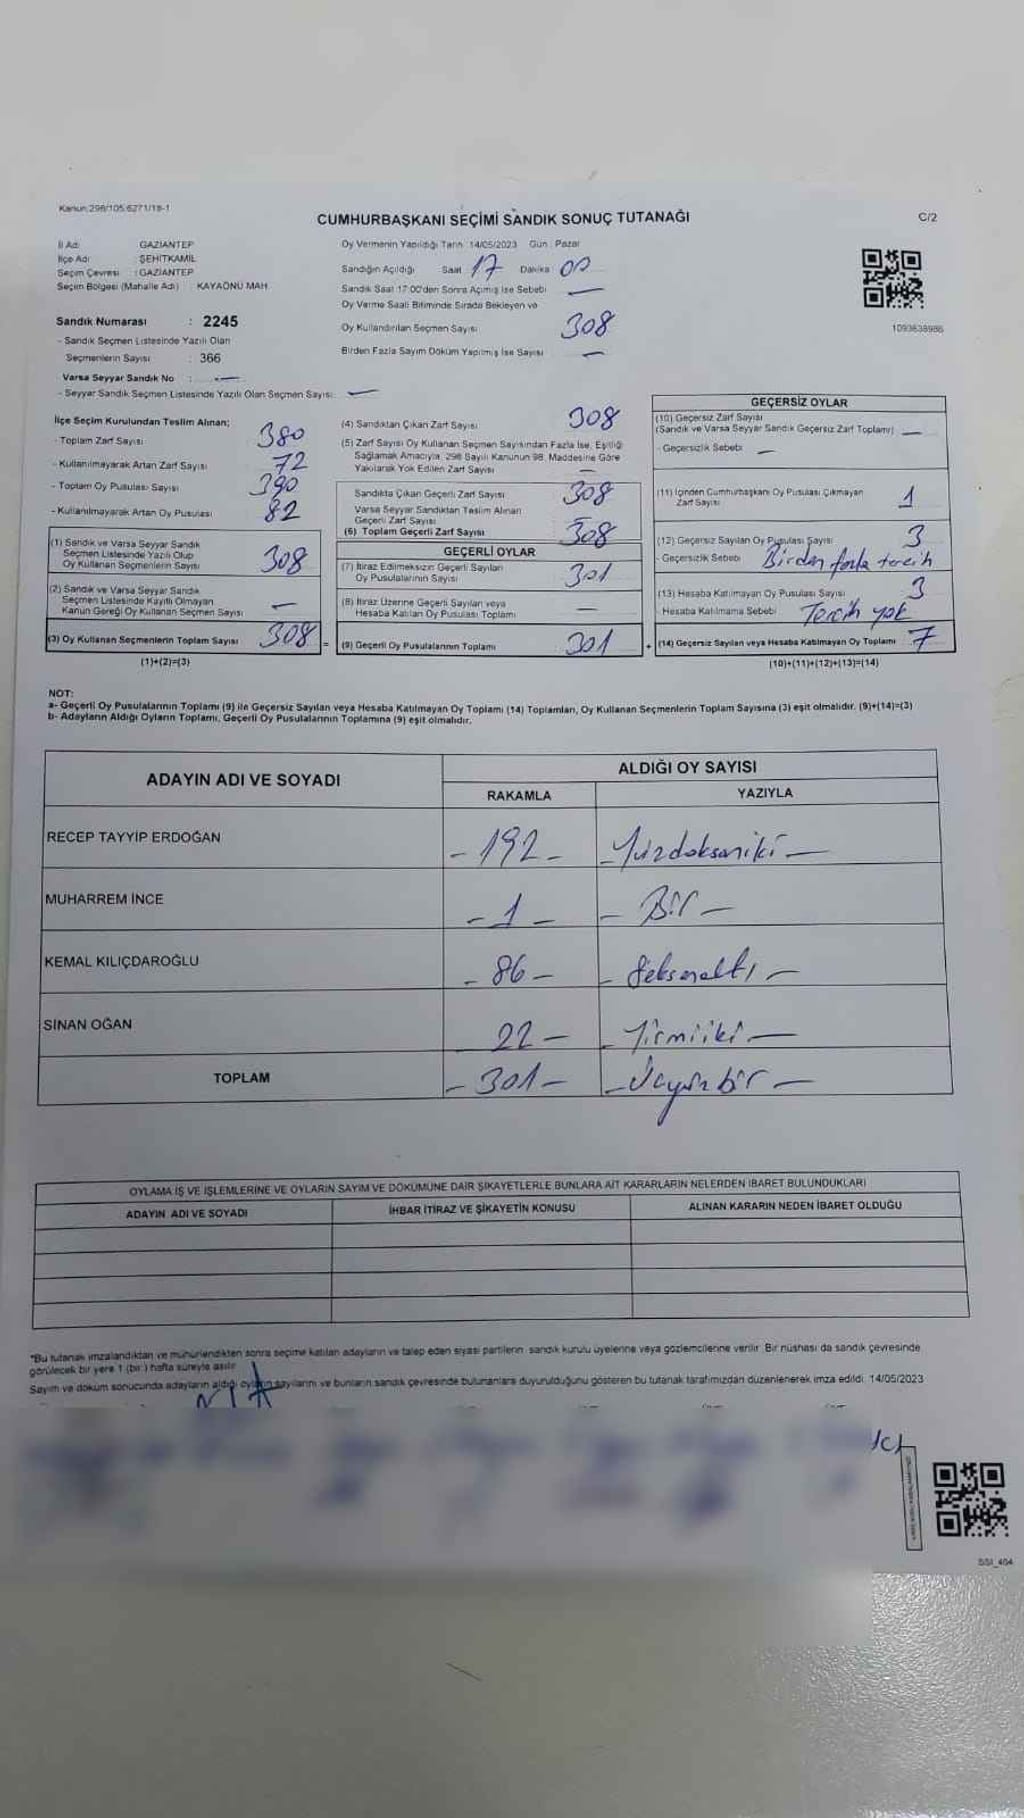 Kanun:298/105;6271/18-1
CUMHURBAŞKANI SEÇİMİ SANDIK SONUÇ TUTANAĞI
C/2
İl Adı GAZİANTEP
İlçe Adı : ŞEHİTKAMİL
Seçim Çevresi : GAZİANTEP
Seçim Bölgesi (Mahalle Adı) KAYAÖNÜ MAH.
Sandık Numarası : 2245
- Sandık Seçmen Listesinde Yazılı Olan
Seçmenlerin Sayısı : 366
Varsa Seyyar Sandık No : —
- Seyyar Sandık Seçmen Listesinde Yazılı Olan Seçmen Sayısı: —
Oy Vermenin Yapıldığı Tarih :14/05/2023 Gün : Pazar
Sandığın Açıldığı Saat 17 Dakika 00
Sandık Saat 17:00'den Sonra Açılmış İse Sebebi —
Oy Verme Saati Bitiminde Sırada Bekleyen ve
Oy Kullandırılan Seçmen Sayısı 308
Birden Fazla Sayım Döküm Yapılmış İse Sayısı —
1093638986
İlçe Seçim Kurulundan Teslim Alınan;
- Toplam Zarf Sayısı 380
- Kullanılmayarak Artan Zarf Sayısı 72
- Toplam Oy Pusulası Sayısı 390
- Kullanılmayarak Artan Oy Pusulası 82
(1) Sandık ve Varsa Seyyar Sandık
Seçmen Listesinde Yazılı Olup
Oy Kullanan Seçmenlerin Sayısı 308
(2) Sandık ve Varsa Seyyar Sandık
Seçmen Listesinde Kayıtlı Olmayan
Kanun Gereği Oy Kullanan Seçmen Sayısı —
(3) Oy Kullanan Seçmenlerin Toplam Sayısı 308 =
(1)+(2)=(3)
(4) Sandıktan Çıkan Zarf Sayısı 308
(5) Zarf Sayısı Oy Kullanan Seçmen Sayısından Fazla İse, Eşitliği
Sağlamak Amacıyla, 298 Sayılı Kanunun 98. Maddesine Göre
Yakılarak Yok Edilen Zarf Sayısı —
Sandıkta Çıkan Geçerli Zarf Sayısı 308
Varsa Seyyar Sandıktan Teslim Alınan
Geçerli Zarf Sayısı —
(6) Toplam Geçerli Zarf Sayısı 308
GEÇERLİ OYLAR
(7) İtiraz Edilmeksizin Geçerli Sayılan
Oy Pusulalarının Sayısı 301
(8) İtiraz Üzerine Geçerli Sayılan veya
Hesaba Katılan Oy Pusulası Toplamı —
(9) Geçerli Oy Pusulalarının Toplamı 301 +
GEÇERSİZ OYLAR
(10) Geçersiz Zarf Sayısı
(Sandık ve Varsa Seyyar Sandık Geçersiz Zarf Toplamı) —
- Geçersizlik Sebebi —
(11) İçinden Cumhurbaşkanı Oy Pusulası Çıkmayan
Zarf Sayısı 1
(12) Geçersiz Sayılan Oy Pusulası Sayısı 3
- Geçersizlik Sebebi Birden fazla tercih
(13) Hesaba Katılmayan Oy Pusulası Sayısı 3
- Hesaba Katılmama Sebebi Tercih yok
(14) Geçersiz Sayılan veya Hesaba Katılmayan Oy Toplamı 7
(10)+(11)+(12)+(13)=(14)
NOT:
a- Geçerli Oy Pusulalarının Toplamı (9) ile Geçersiz Sayılan veya Hesaba Katılmayan Oy Toplamı (14) Toplamları, Oy Kullanan Seçmenlerin Toplam Sayısına (3) eşit olmalıdır. (9)+(14)=(3)
b- Adayların Aldığı Oyların Toplamı, Geçerli Oy Pusulalarının Toplamına (9) eşit olmalıdır.
ADAYIN ADI VE SOYADI
ALDIĞI OY SAYISI
RAKAMLA YAZIYLA
RECEP TAYYİP ERDOĞAN - 192 - - Yüzdoksaniki -
MUHARREM İNCE - 1 - - Bir -
KEMAL KILIÇDAROĞLU - 86 - - Seksenaltı -
SİNAN OĞAN 22 - - Yirmiiki -
TOPLAM - 301 - - Üçyüzbir -
OYLAMA İŞ VE İŞLEMLERİNE VE OYLARIN SAYIM VE DÖKÜMÜNE DAİR ŞİKAYETLERLE BUNLARA AİT KARARLARIN NELERDEN İBARET BULUNDUKLARI
ADAYIN ADI VE SOYADI İHBAR İTİRAZ VE ŞİKAYETİN KONUSU ALINAN KARARIN NEDEN İBARET OLDUĞU
*Bu tutanak imzalandıktan ve mühürlendikten sonra seçime katılan adayların ve talep eden siyasi partilerin sandık kurulu üyelerine veya gözlemcilerine verilir. Bir nüshası da sandık çevresinde
görülecek bir yere 1 (bir) hafta süreyle asılır.
Sayım ve döküm sonucunda adayların aldığı oyların sayılarını ve bunların sandık çevresinde bulunanlara duyurulduğunu gösteren bu tutanak tarafımızdan düzenlenerek imza edildi. 14/05/2023
SSI_404